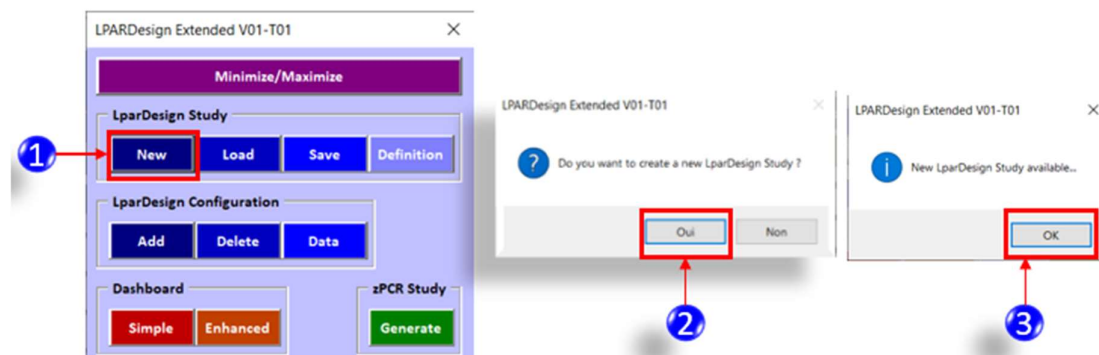 LPARDesign Extended V01-T01
Minimize/Maximize
LparDesign Study
1
New Load Save Definition
LparDesign Configuration
Add Delete Data
Dashboard zPCR Study
Simple Enhanced Generate
LPARDesign Extended V01-T01
Do you want to create a new LparDesign Study ?
Oui Non
2
LPARDesign Extended V01-T01
New LparDesign Study available...
OK
3